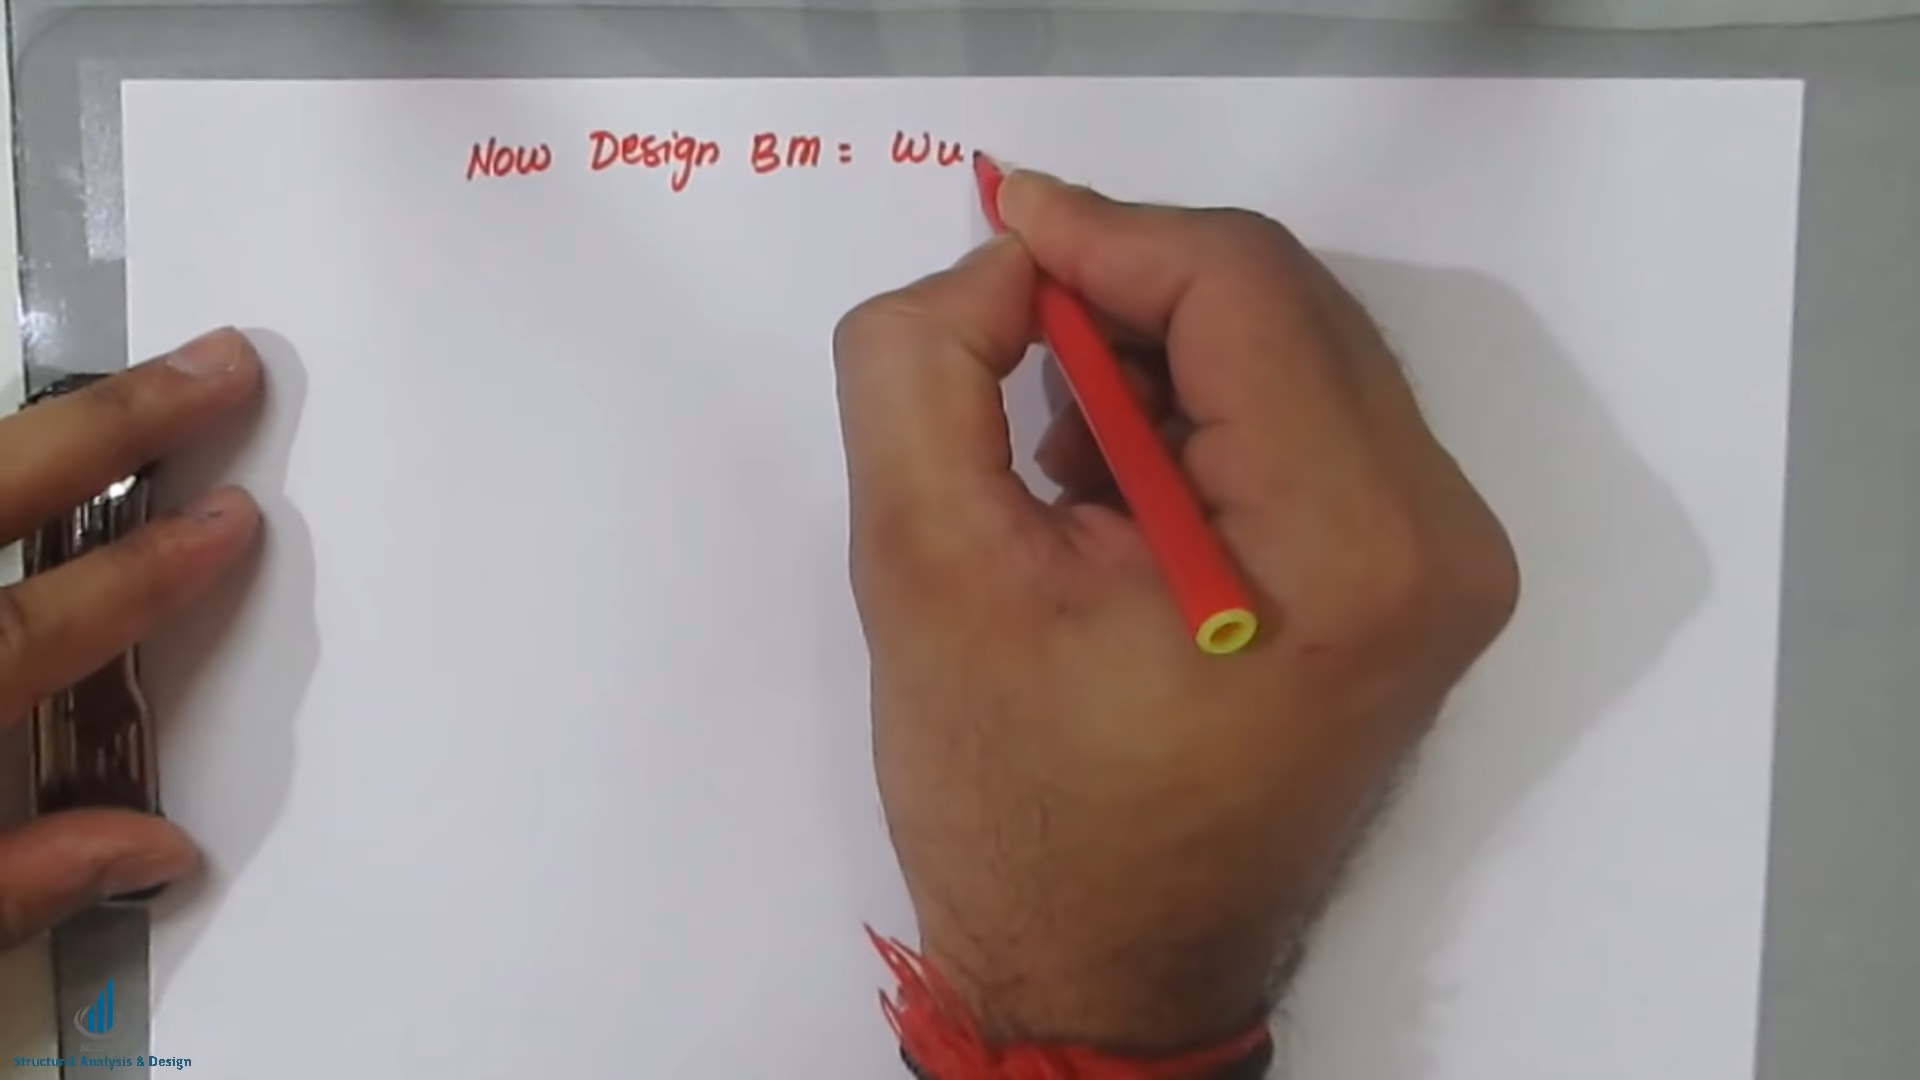 Now Design BM = Wu
Structural Analysis & Design